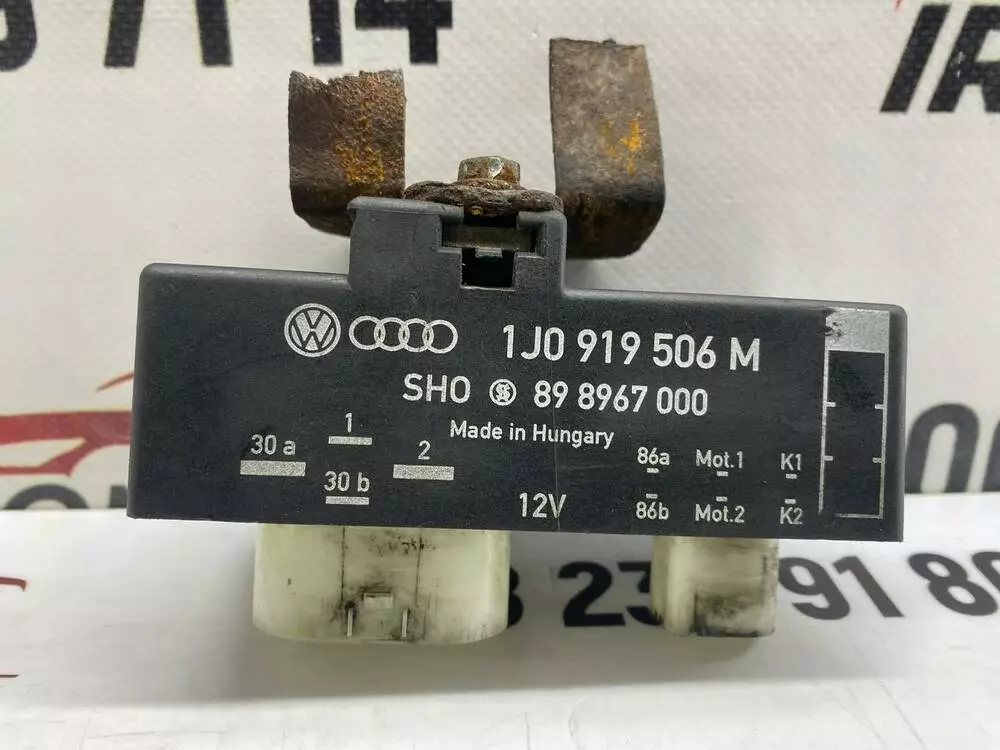 1J0 919 506 M
SHO 89 8967 000
Made in Hungary
1
30 a
2
30 b
12V
86a Mot.1 K1
86b Mot.2 K2